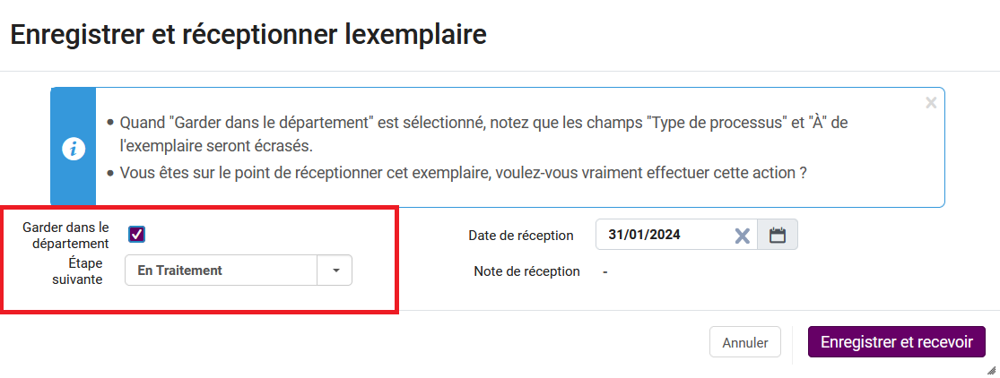 Enregistrer et réceptionner lexemplaire
• Quand "Garder dans le département" est sélectionné, notez que les champs "Type de processus" et "À" de
l'exemplaire seront écrasés.
• Vous êtes sur le point de réceptionner cet exemplaire, voulez-vous vraiment effectuer cette action ?
Garder dans le
département
Étape
suivante
En Traitement
Date de réception
31/01/2024
Note de réception
-
Annuler
Enregistrer et recevoir